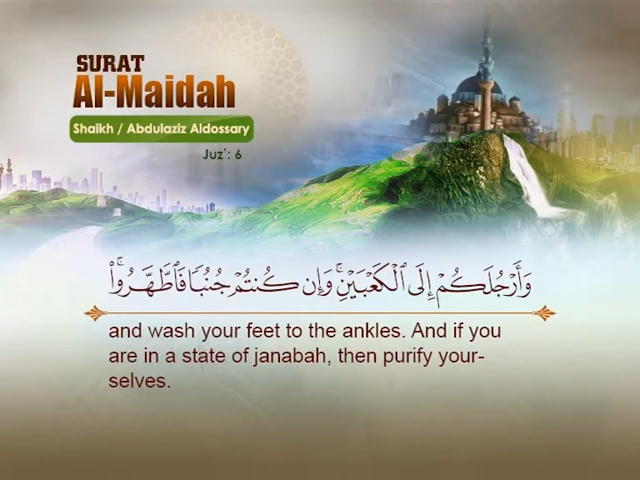 SURAT
Al-Maidah
Shaikh / Abdulaziz Aldossary
Juz': 6
وَأَرْجُلَكُمْ إِلَى ٱلْكَعْبَيْنِ ۚ وَإِن كُنتُمْ جُنُبًا فَٱطَّهَّرُوا۟ ۚ
and wash your feet to the ankles. And if you
are in a state of janabah, then purify your-
selves.